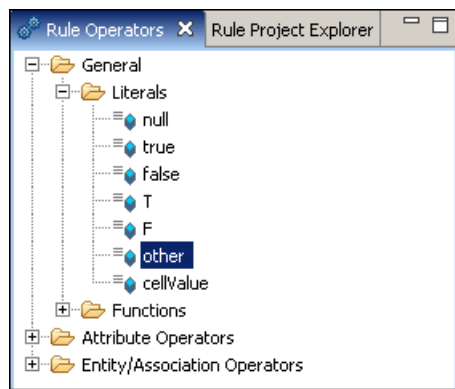 Rule Operators Rule Project Explorer
General
Literals
null
true
false
T
F
other
cellValue
Functions
Attribute Operators
Entity/Association Operators